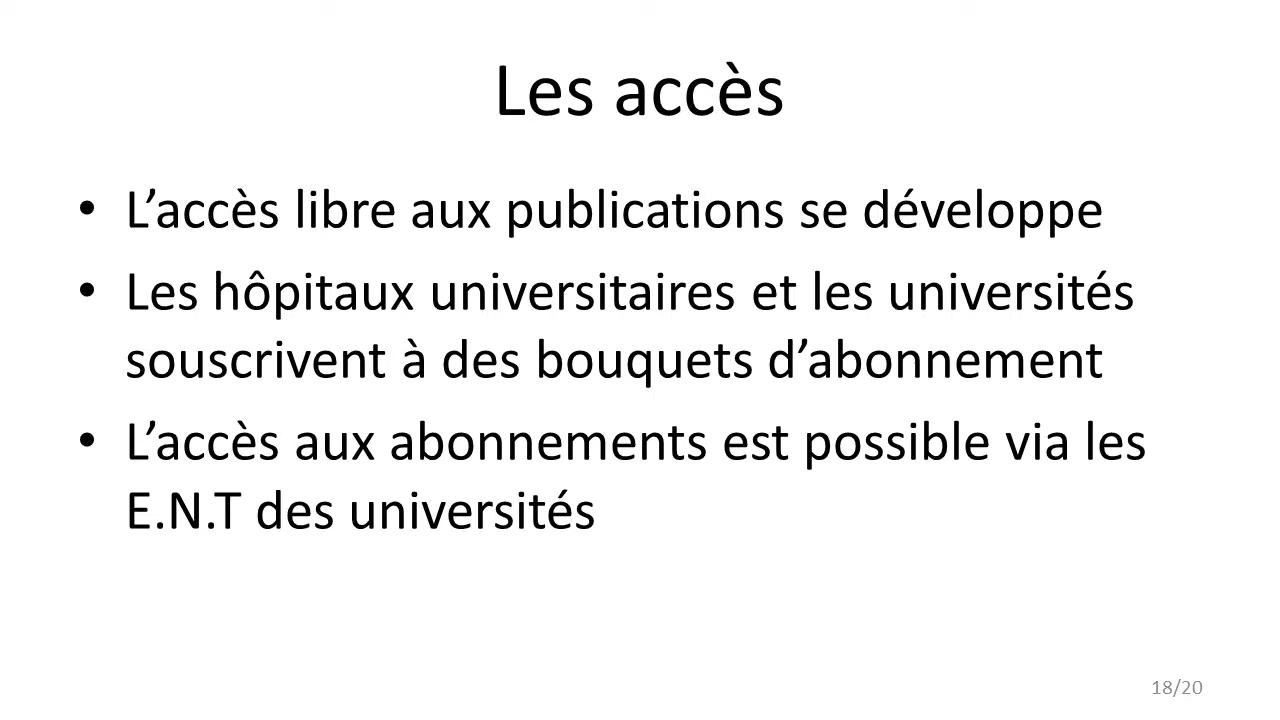 Les accès
• L’accès libre aux publications se développe
• Les hôpitaux universitaires et les universités
souscrivent à des bouquets d’abonnement
• L’accès aux abonnements est possible via les
E.N.T des universités
18/20